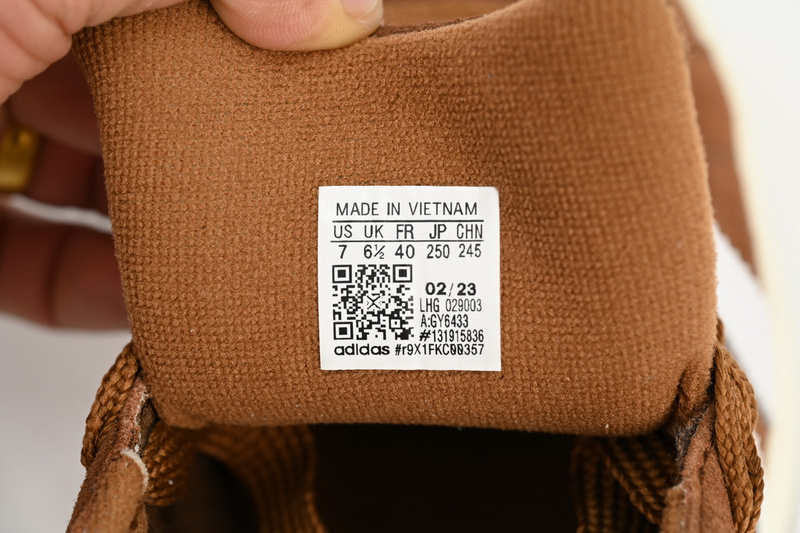 MADE IN VIETNAM
US UK FR JP CHN
7 6½ 40 250 245
02/23
LHG 029003
A:GY6433
#131915836
adidas #r9X1FKC00357